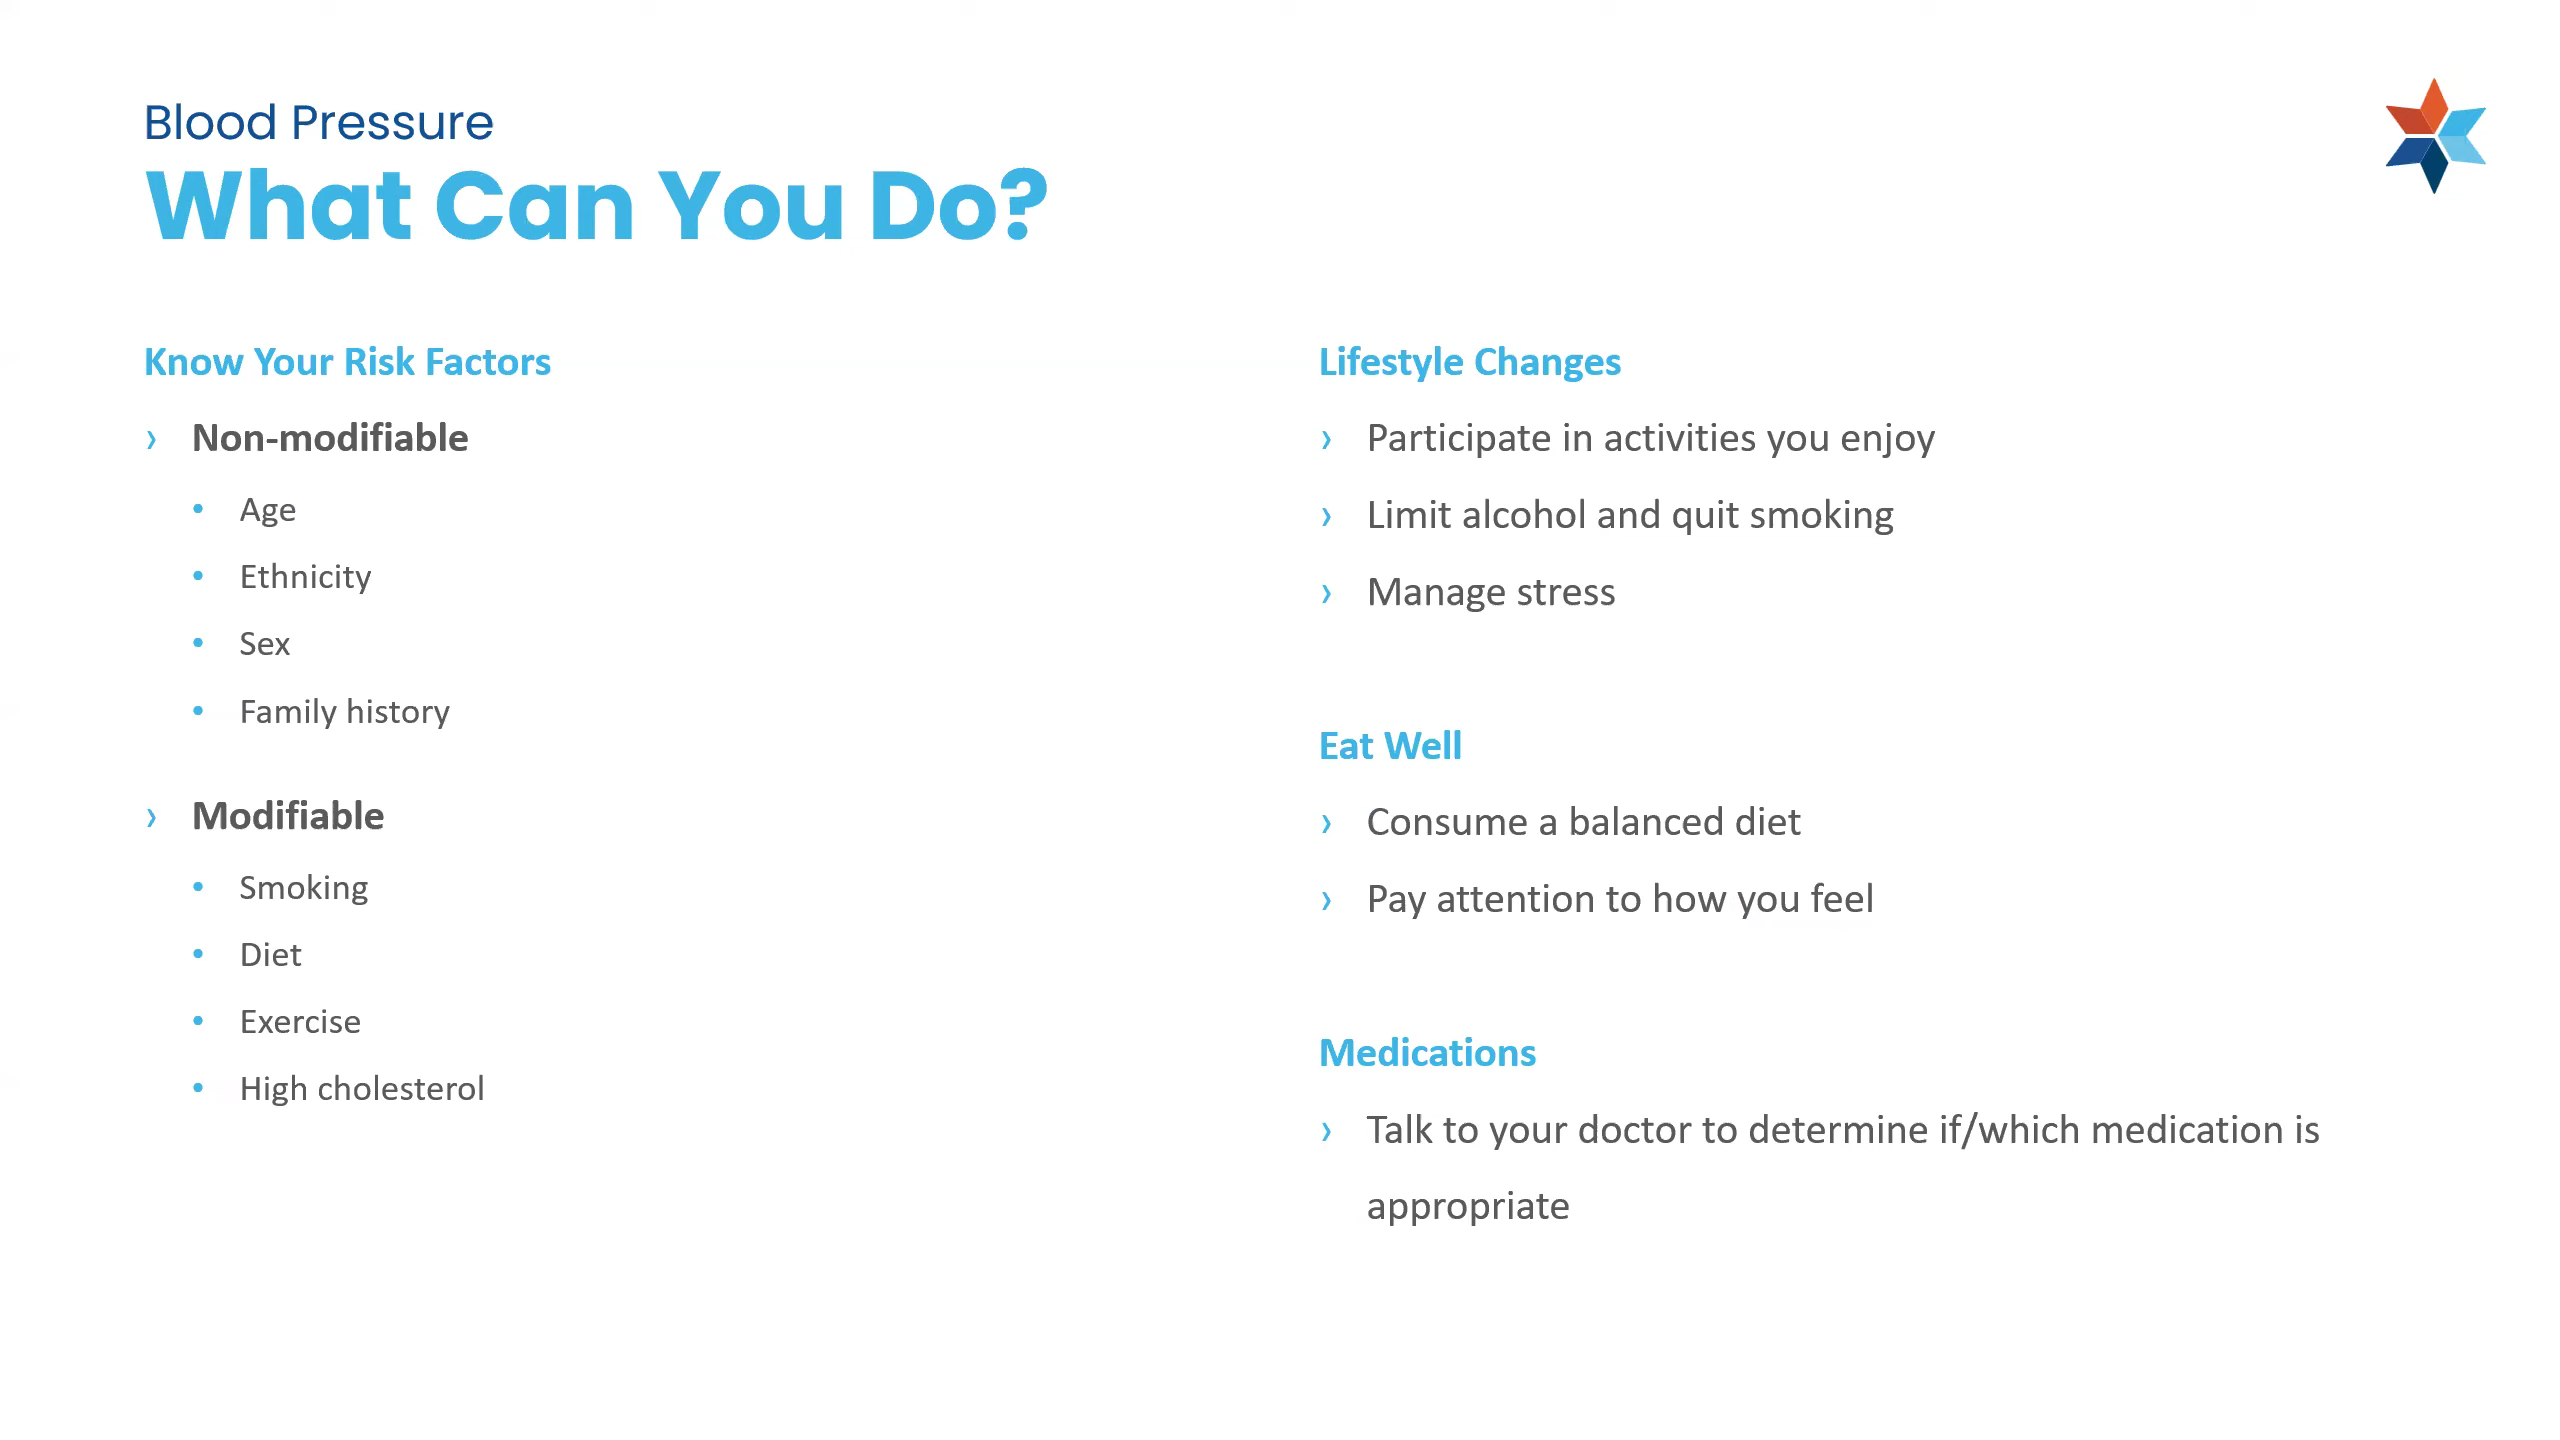 Blood Pressure
What Can You Do?
Know Your Risk Factors
› Non-modifiable
• Age
• Ethnicity
• Sex
• Family history
› Modifiable
• Smoking
• Diet
• Exercise
• High cholesterol
Lifestyle Changes
› Participate in activities you enjoy
› Limit alcohol and quit smoking
› Manage stress
Eat Well
› Consume a balanced diet
› Pay attention to how you feel
Medications
› Talk to your doctor to determine if/which medication is
appropriate